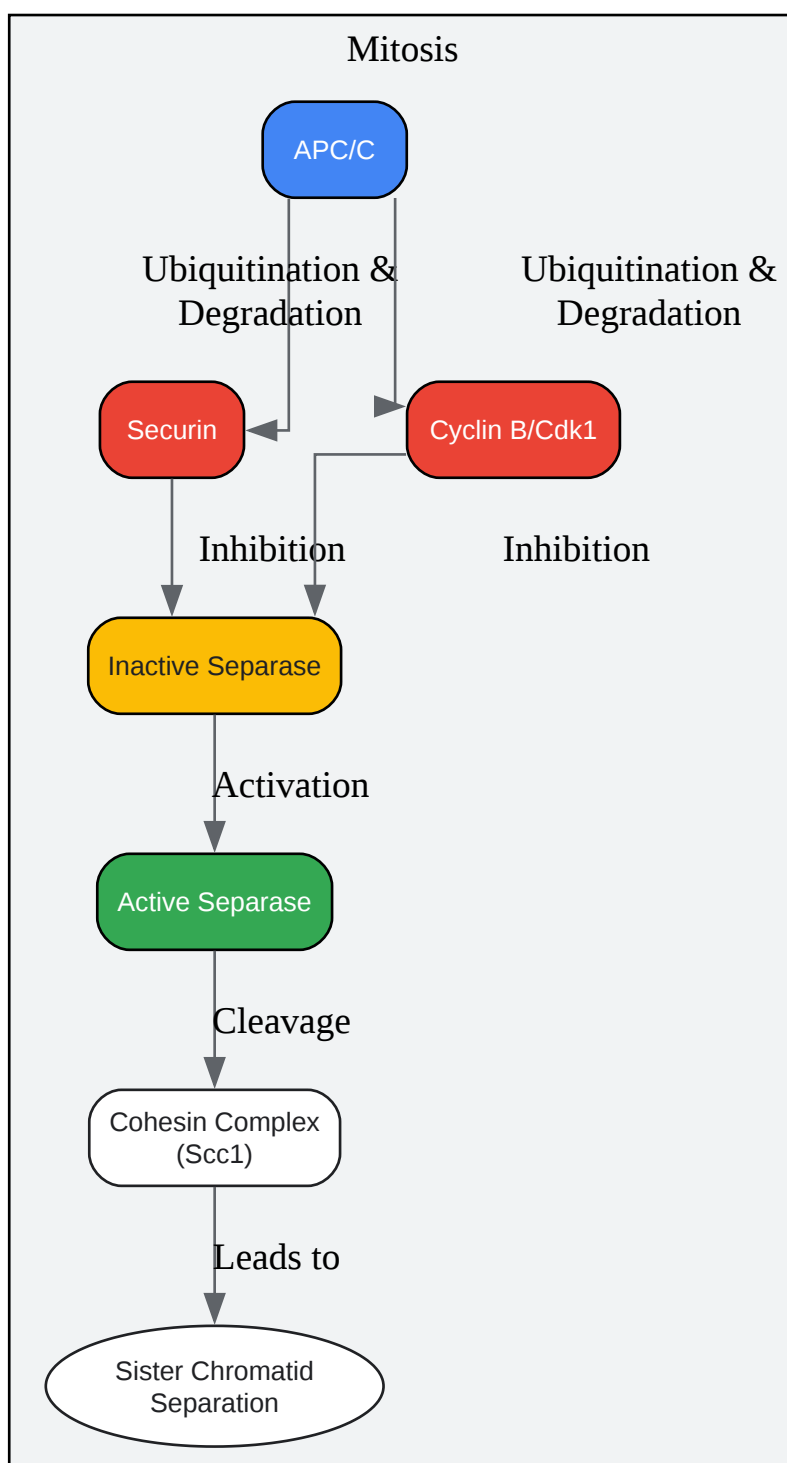 Mitosis
APC/C
Ubiquitination &
Degradation
Ubiquitination &
Degradation
Securin
Cyclin B/Cdk1
Inhibition
Inhibition
Inactive Separase
Activation
Active Separase
Cleavage
Cohesin Complex
(Scc1)
Leads to
Sister Chromatid
Separation